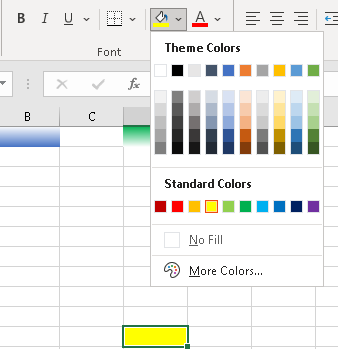 B I U A
Font
fx
B C
Theme Colors
Standard Colors
No Fill
More Colors...